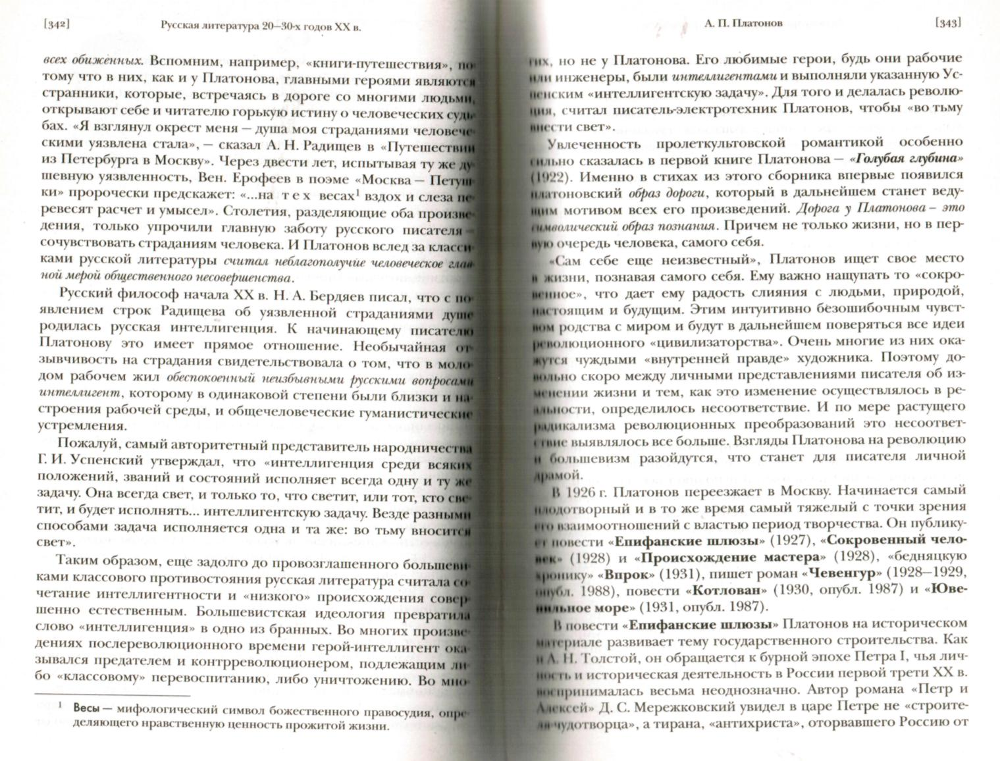 [342]
Русская литература 20—30-х годов XX в.
всех обиженных. Вспомним, например, «книги-путешествия», по-
тому что в них, как и у Платонова, главными героями являются
странники, которые, встречаясь в дороге со многими людьми,
открывают себе и читателю горькую истину о человеческих судь-
бах. «Я взглянул окрест меня — душа моя страданиями человече-
скими уязвлена стала», — сказал А. Н. Радищев в «Путешествии
из Петербурга в Москву». Через двести лет, испытывая ту же ду-
шевную уязвленность, Вен. Ерофеев в поэме «Москва — Петуш-
ки» пророчески предскажет: «...на тех весах¹ вздох и слеза пе-
ревесят расчет и умысел». Столетия, разделяющие оба произве-
дения, только упрочили главную заботу русского писателя —
сочувствовать страданиям человека. И Платонов вслед за класси-
ками русской литературы считал неблагополучие человеческое глав-
ной мерой общественного несовершенства.
Русский философ начала XX в. Н. А. Бердяев писал, что с по-
явлением строк Радищева об уязвленной страданиями душе
родилась русская интеллигенция. К начинающему писателю
Платонову это имеет прямое отношение. Необычайная от-
зывчивость на страдания свидетельствовала о том, что в моло-
дом рабочем жил обеспокоенный неизбывными русскими вопросами
интеллигент, которому в одинаковой степени были близки и на-
строения рабочей среды, и общечеловеческие гуманистические
устремления.
Пожалуй, самый авторитетный представитель народничества
Г. И. Успенский утверждал, что «интеллигенция среди всяких
положений, званий и состояний исполняет всегда одну и ту же
задачу. Она всегда свет, и только то, что светит, или тот, кто све-
тит, и будет исполнять... интеллигентскую задачу. Везде разными
способами задача исполняется одна и та же: во тьму вносится
свет».
Таким образом, еще задолго до провозглашенного большеви-
ками классового противостояния русская литература считала со-
четание интеллигентности и «низкого» происхождения совер-
шенно естественным. Большевистская идеология превратила
слово «интеллигенция» в одно из бранных. Во многих произве-
дениях послереволюционного времени герой-интеллигент ока-
зывался предателем и контрреволюционером, подлежащим ли-
бо «классовому» перевоспитанию, либо уничтожению. Во мно-
¹ Весы — мифологический символ божественного правосудия, опре-
деляющего нравственную ценность прожитой жизни.
А. П. Платонов
[343]
гих, но не у Платонова. Его любимые герои, будь они рабочие
или инженеры, были интеллигентами и выполняли указанную Ус-
пенским «интеллигентскую задачу». Для того и делалась револю-
ция, считал писатель-электротехник Платонов, чтобы «во тьму
внести свет».
Увлеченность пролеткультовской романтикой особенно
сильно сказалась в первой книге Платонова — «Голубая глубина»
(1922). Именно в стихах из этого сборника впервые появился
платоновский образ дороги, который в дальнейшем станет веду-
щим мотивом всех его произведений. Дорога у Платонова — это
символический образ познания. Причем не только жизни, но в пер-
вую очередь человека, самого себя.
«Сам себе еще неизвестный», Платонов ищет свое место
в жизни, познавая самого себя. Ему важно нащупать то «сокро-
венное», что дает ему радость слияния с людьми, природой,
настоящим и будущим. Этим интуитивно безошибочным чувст-
вом родства с миром и будут в дальнейшем поверяться все идеи
революционного «цивилизаторства». Очень многие из них ока-
жутся чуждыми «внутренней правде» художника. Поэтому до-
вольно скоро между личными представлениями писателя об из-
менении жизни и тем, как это изменение осуществлялось в ре-
альности, определилось несоответствие. И по мере растущего
радикализма революционных преобразований это несоответ-
ствие выявлялось все больше. Взгляды Платонова на революцию
и большевизм разойдутся, что станет для писателя личной
драмой.
В 1926 г. Платонов переезжает в Москву. Начинается самый
плодотворный и в то же время самый тяжелый с точки зрения
его взаимоотношений с властью период творчества. Он публику-
ет повести «Епифанские шлюзы» (1927), «Сокровенный чело-
век» (1928) и «Происхождение мастера» (1928), «бедняцкую
хронику» «Впрок» (1931), пишет роман «Чевенгур» (1928—1929,
опубл. 1988), повести «Котлован» (1930, опубл. 1987) и «Юве-
нильное море» (1931, опубл. 1987).
В повести «Епифанские шлюзы» Платонов на историческом
материале развивает тему государственного строительства. Как
и А. Н. Толстой, он обращается к бурной эпохе Петра I, чья лич-
ность и историческая деятельность в России первой трети XX в.
воспринималась весьма неоднозначно. Автор романа «Петр и
Алексей» Д. С. Мережковский увидел в царе Петре не «строите-
ля чудотворца», а тирана, «антихриста», оторвавшего Россию от